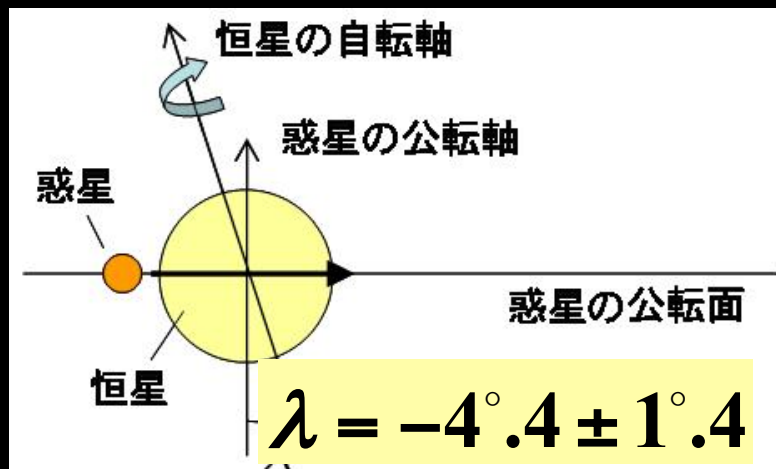 恒星の自転軸
惑星の公転軸
惑星
惑星の公転面
恒星
λ = −4°.4 ± 1°.4